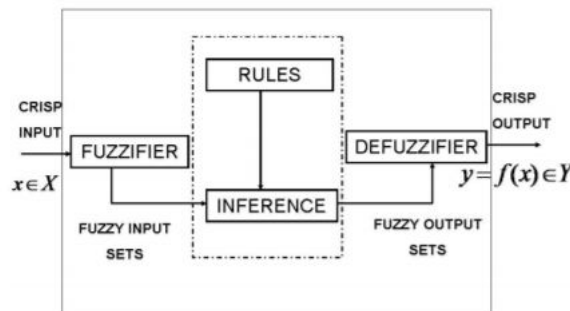 RULES
CRISP
INPUT
FUZZIFIER
x∈X
CRISP
OUTPUT
DEFUZZIFIER
y= f(x)∈Y
INFERENCE
FUZZY INPUT
SETS
FUZZY OUTPUT
SETS